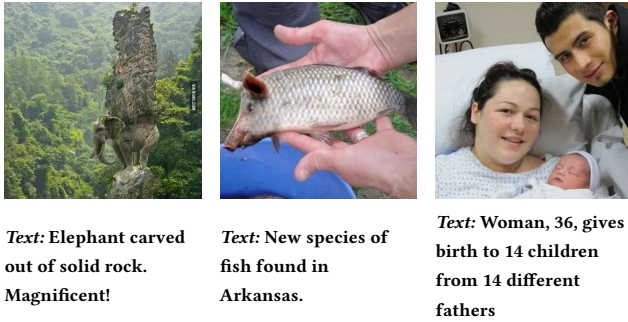 Text: Elephant carved
out of solid rock.
Magnificent!
Text: New species of
fish found in
Arkansas.
Text: Woman, 36, gives
birth to 14 children
from 14 different
fathers